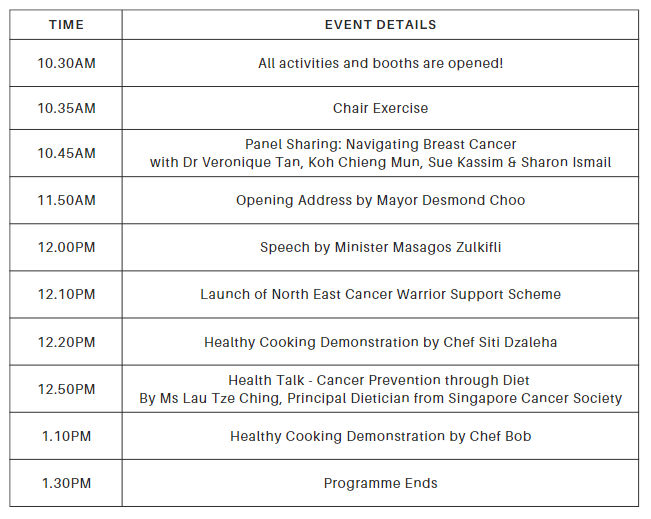 TIME EVENT DETAILS
10.30AM All activities and booths are opened!
10.35AM Chair Exercise
10.45AM Panel Sharing: Navigating Breast Cancer
with Dr Veronique Tan, Koh Chieng Mun, Sue Kassim & Sharon Ismail
11.50AM Opening Address by Mayor Desmond Choo
12.00PM Speech by Minister Masagos Zulkifli
12.10PM Launch of North East Cancer Warrior Support Scheme
12.20PM Healthy Cooking Demonstration by Chef Siti Dzaleha
12.50PM Health Talk - Cancer Prevention through Diet
By Ms Lau Tze Ching, Principal Dietician from Singapore Cancer Society
1.10PM Healthy Cooking Demonstration by Chef Bob
1.30PM Programme Ends